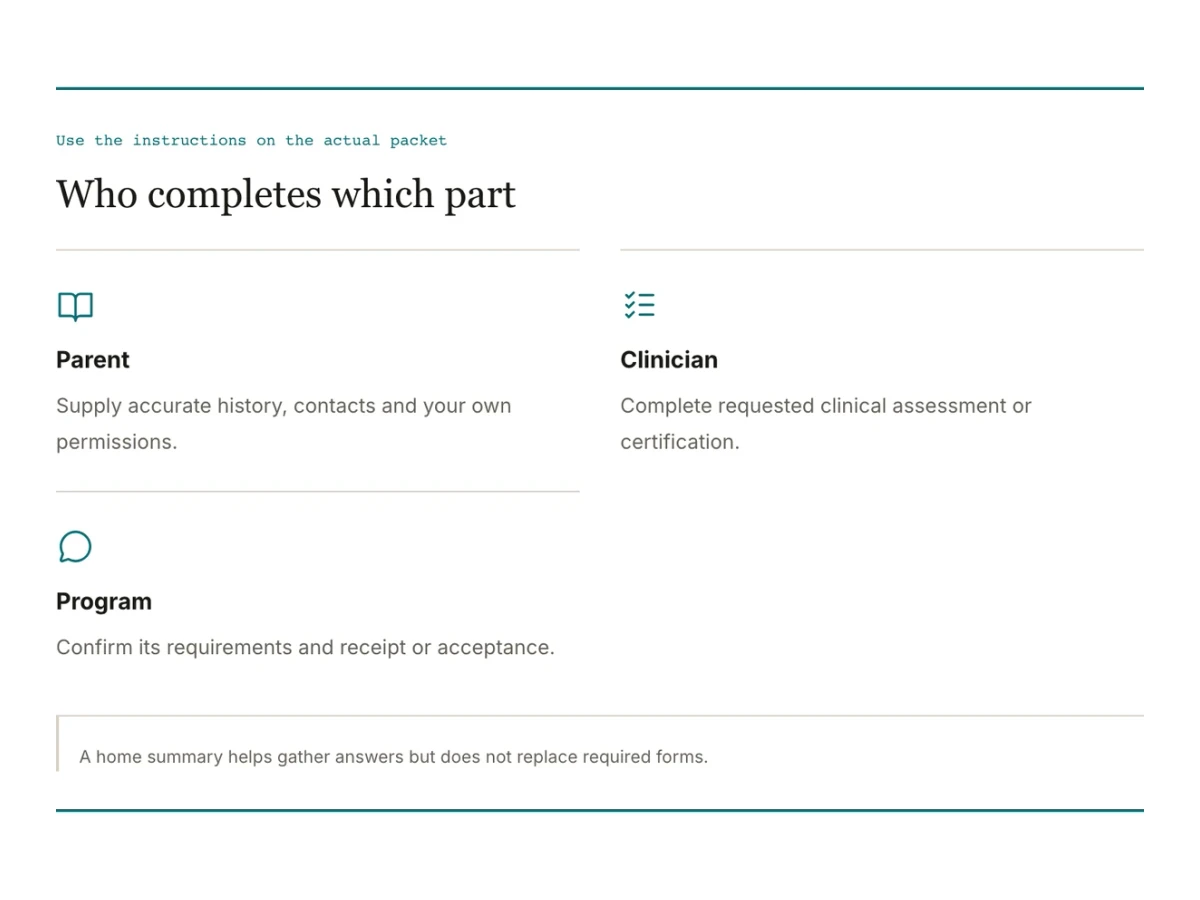 Use the instructions on the actual packet
Who completes which part
Parent
Supply accurate history, contacts and your own
permissions.
Clinician
Complete requested clinical assessment or
certification.
Program
Confirm its requirements and receipt or acceptance.
A home summary helps gather answers but does not replace required forms.